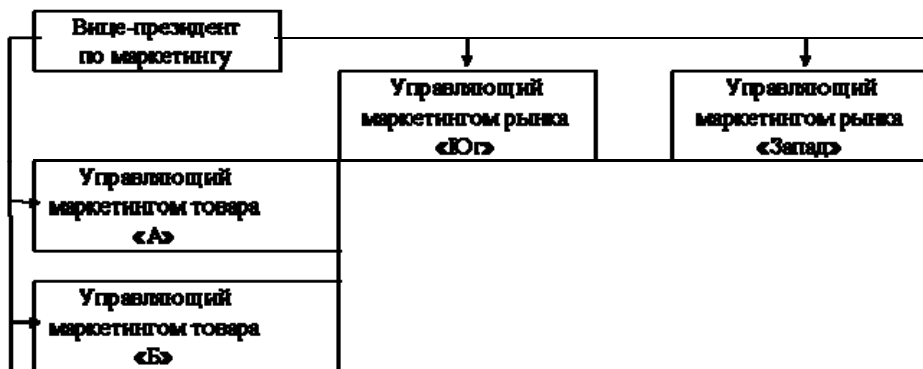 Вице-президент
по маркетингу
Управляющий
маркетингом рынка
«Юг»
Управляющий
маркетингом рынка
«Запад»
Управляющий
маркетингом товара
«А»
Управляющий
маркетингом товара
«Б»